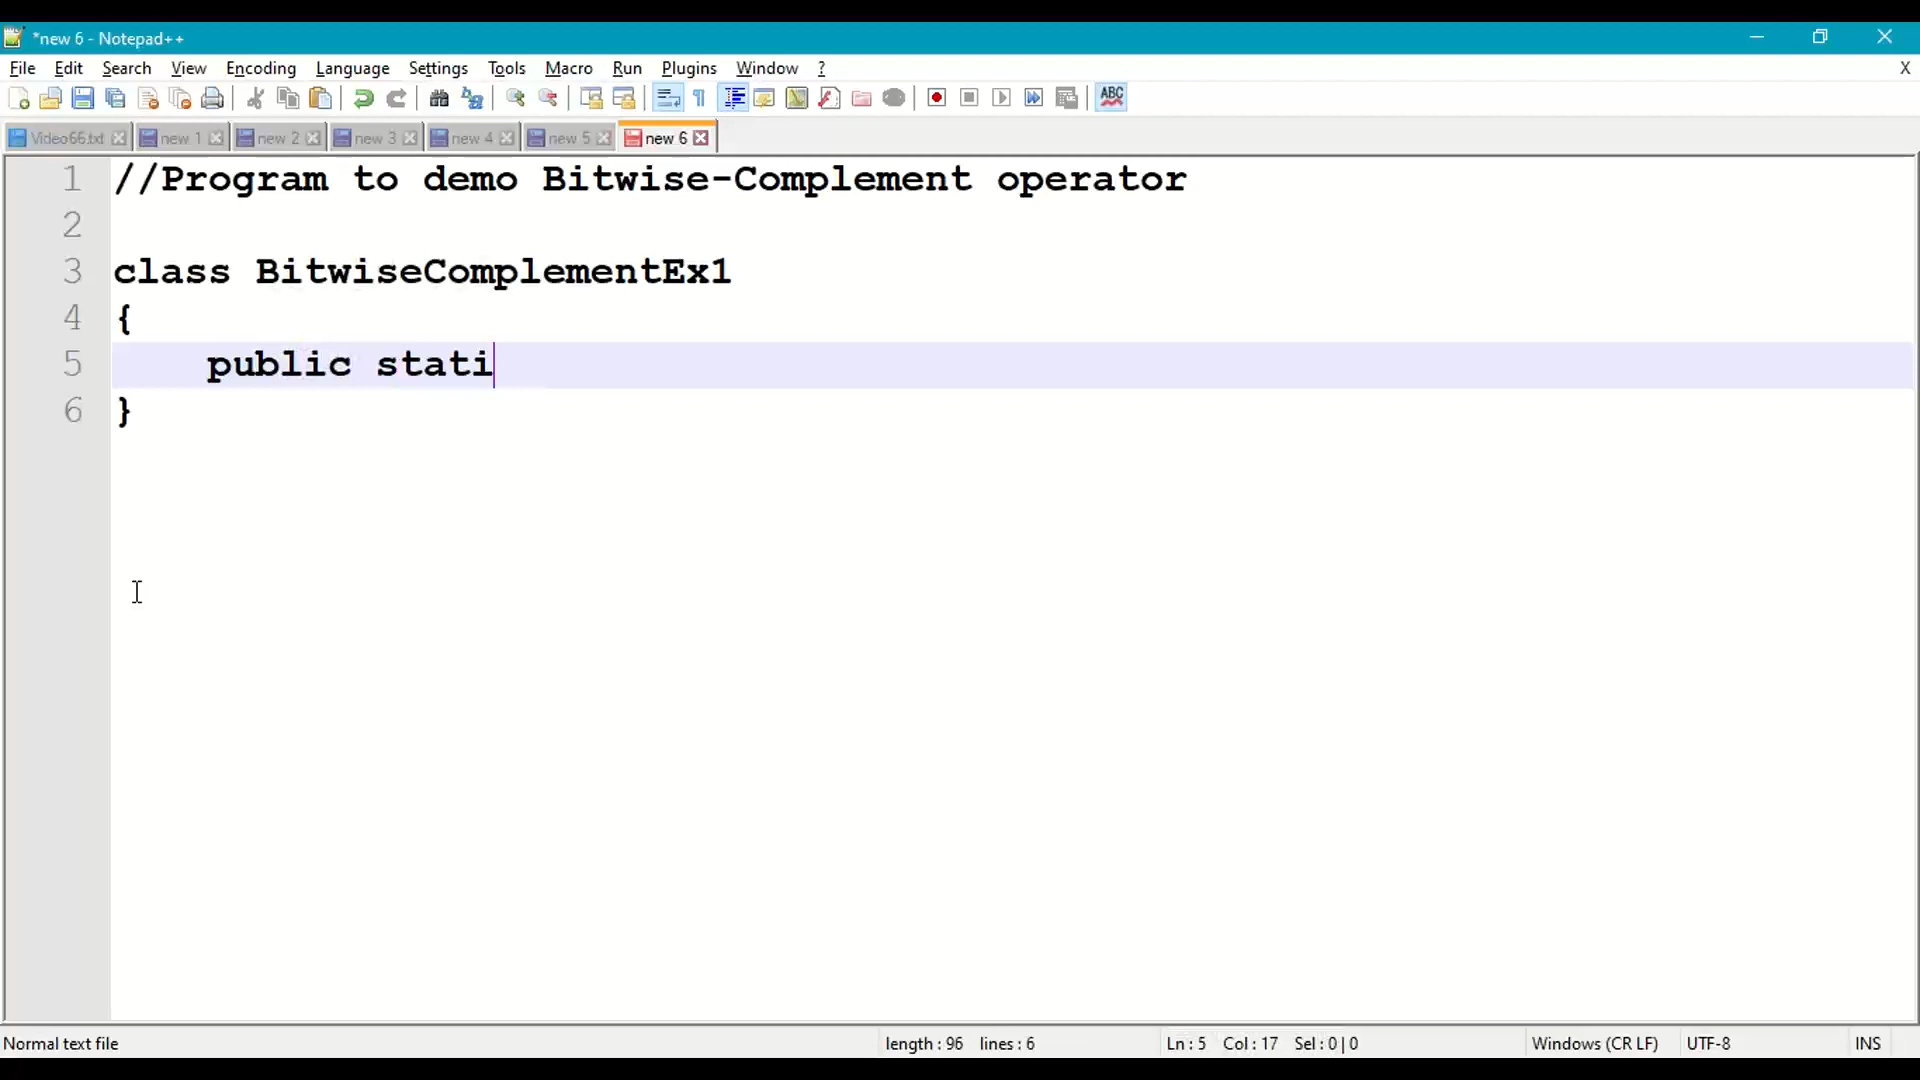 *new 6 - Notepad++
File Edit Search View Encoding Language Settings Tools Macro Run Plugins Window ? X
ABC
Video66.txt new 1 new 2 new 3 new 4 new 5 new 6
1 //Program to demo Bitwise-Complement operator
2
3 class BitwiseComplementEx1
4 {
5 public stati
6 }
Normal text file length : 96 lines : 6 Ln : 5 Col : 17 Sel : 0 | 0 Windows (CR LF) UTF-8 INS